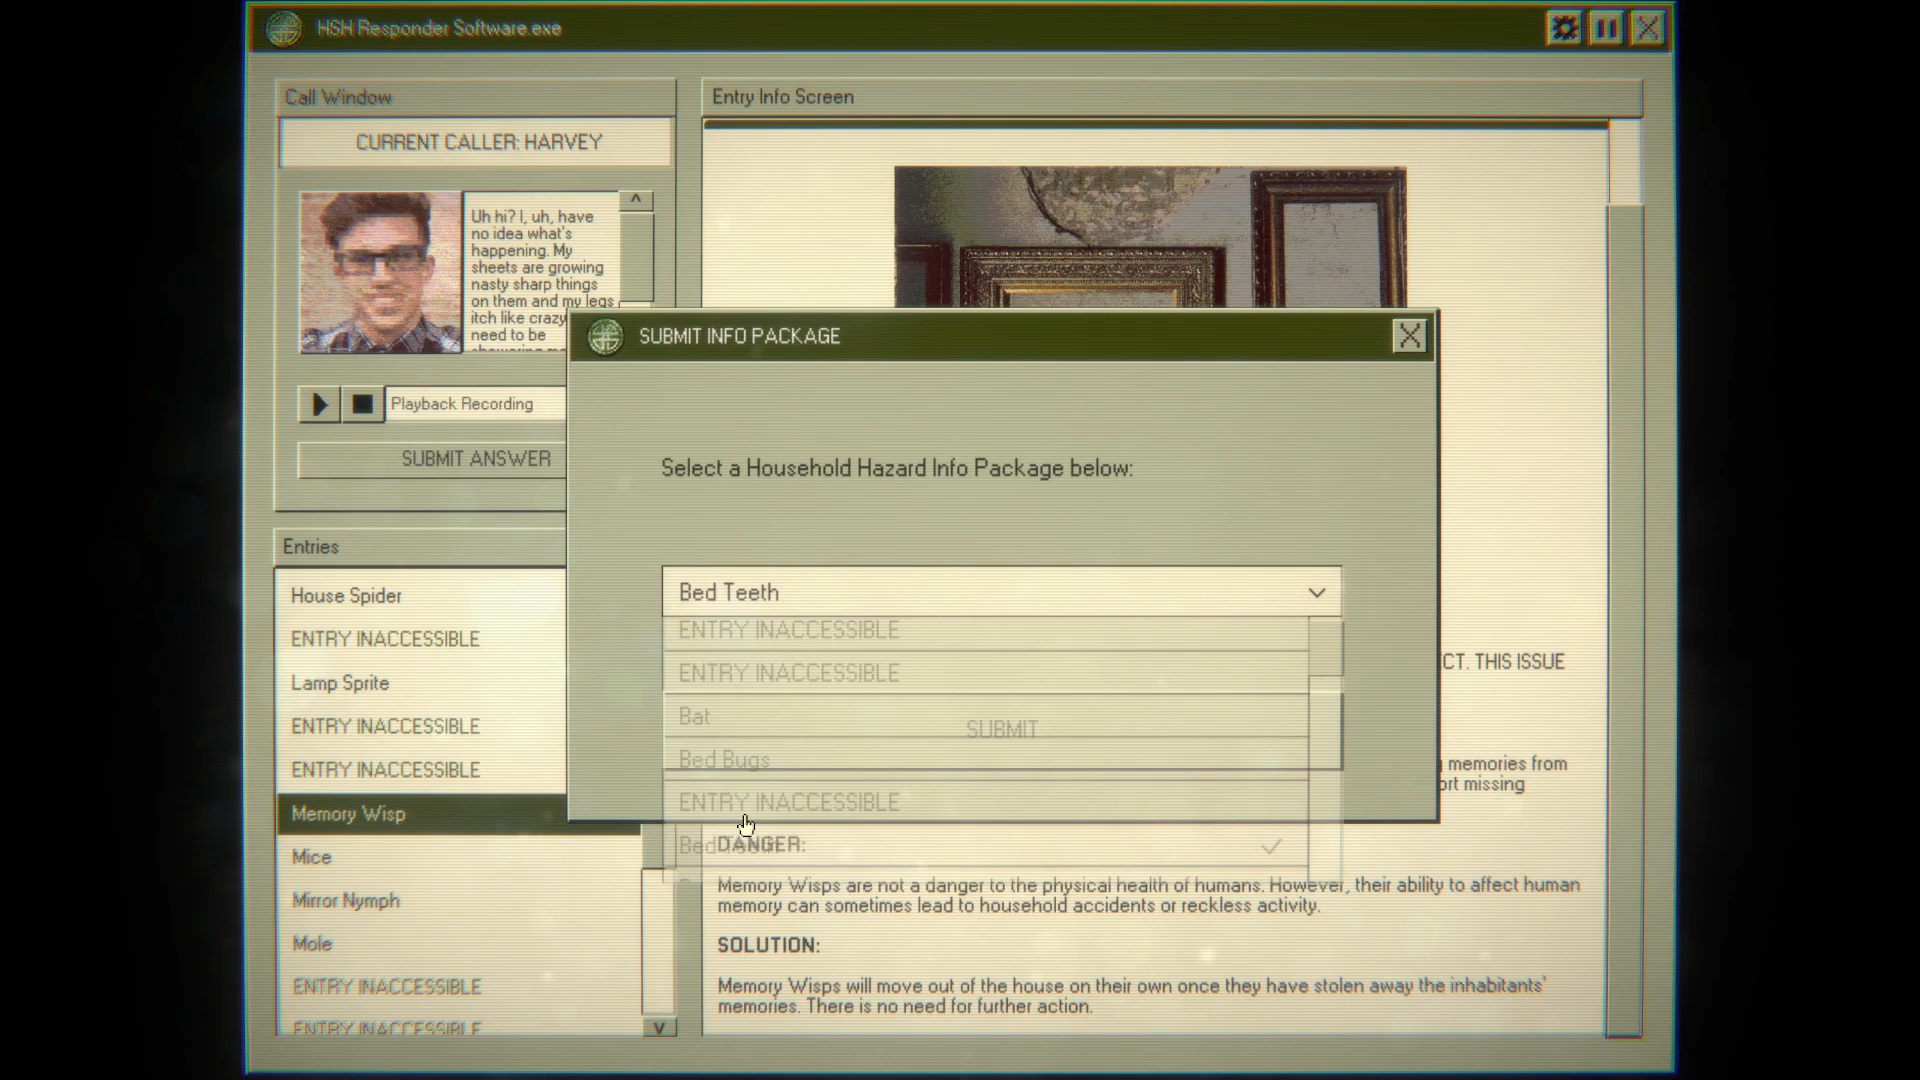 HSH Responder Software.exe
Call Window
CURRENT CALLER: HARVEY
Uh hi? I, uh, have
no idea what's
happening. My
sheets are growing
nasty sharp things
on them and my legs
itch like crazy
need to be
Playback Recording
SUBMIT ANSWER
Entries
House Spider
ENTRY INACCESSIBLE
Lamp Sprite
ENTRY INACCESSIBLE
ENTRY INACCESSIBLE
Memory Wisp
Mice
Mirror Nymph
Mole
ENTRY INACCESSIBLE
ENTRY INACCESSIBLE
Entry Info Screen
SUBMIT INFO PACKAGE
Select a Household Hazard Info Package below:
Bed Teeth
ENTRY INACCESSIBLE
ENTRY INACCESSIBLE
Bat
SUBMIT
Bed Bugs
ENTRY INACCESSIBLE
Bed Teeth
CT. THIS ISSUE
memories from
ort missing
DANGER:
Memory Wisps are not a danger to the physical health of humans. However, their ability to affect human
memory can sometimes lead to household accidents or reckless activity.
SOLUTION:
Memory Wisps will move out of the house on their own once they have stolen away the inhabitants'
memories. There is no need for further action.